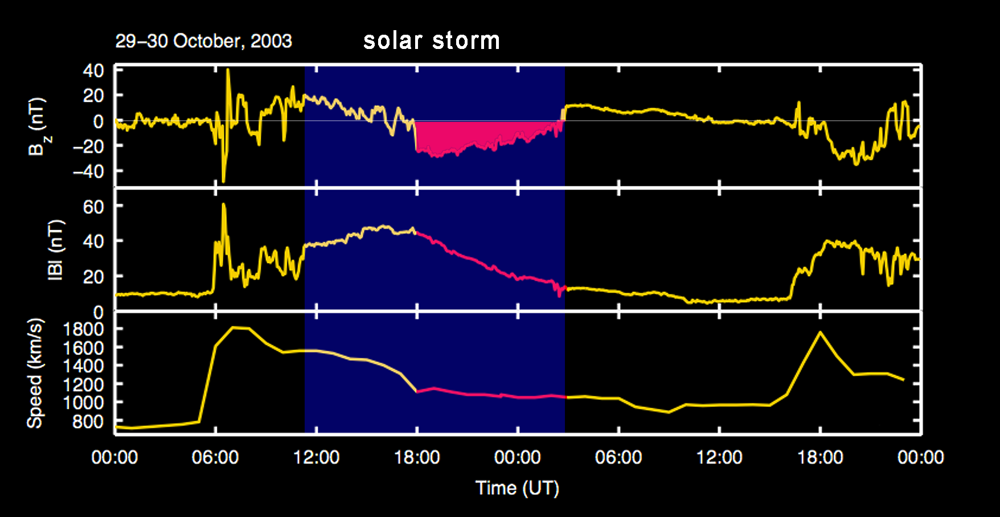 29–30 October, 2003
solar storm
40
20
0
−20
−40
Bz (nT)
60
40
20
0
|B| (nT)
1800
1600
1400
1200
1000
800
Speed (km/s)
00:00 06:00 12:00 18:00 00:00 06:00 12:00 18:00 00:00
Time (UT)